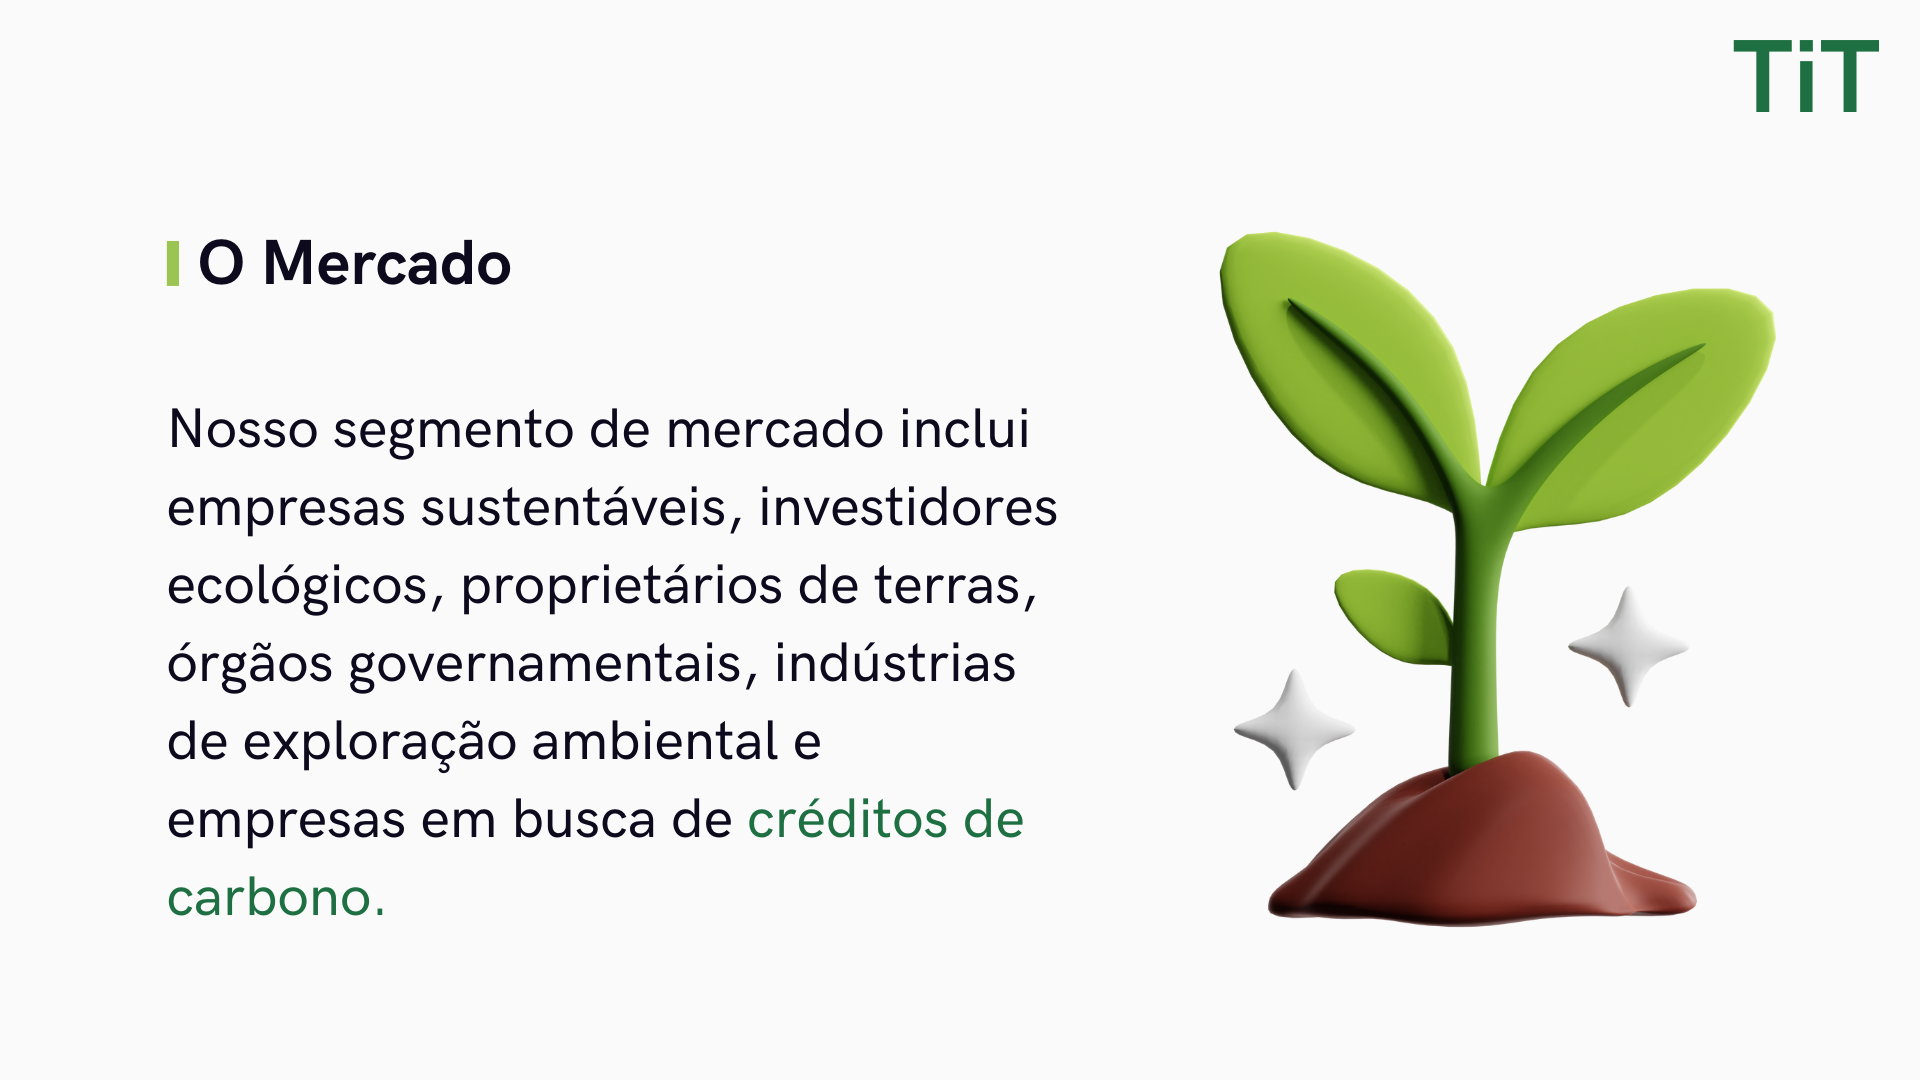 TiT
O Mercado
Nosso segmento de mercado inclui
empresas sustentáveis, investidores
ecológicos, proprietários de terras,
órgãos governamentais, indústrias
de exploração ambiental e
empresas em busca de créditos de
carbono.